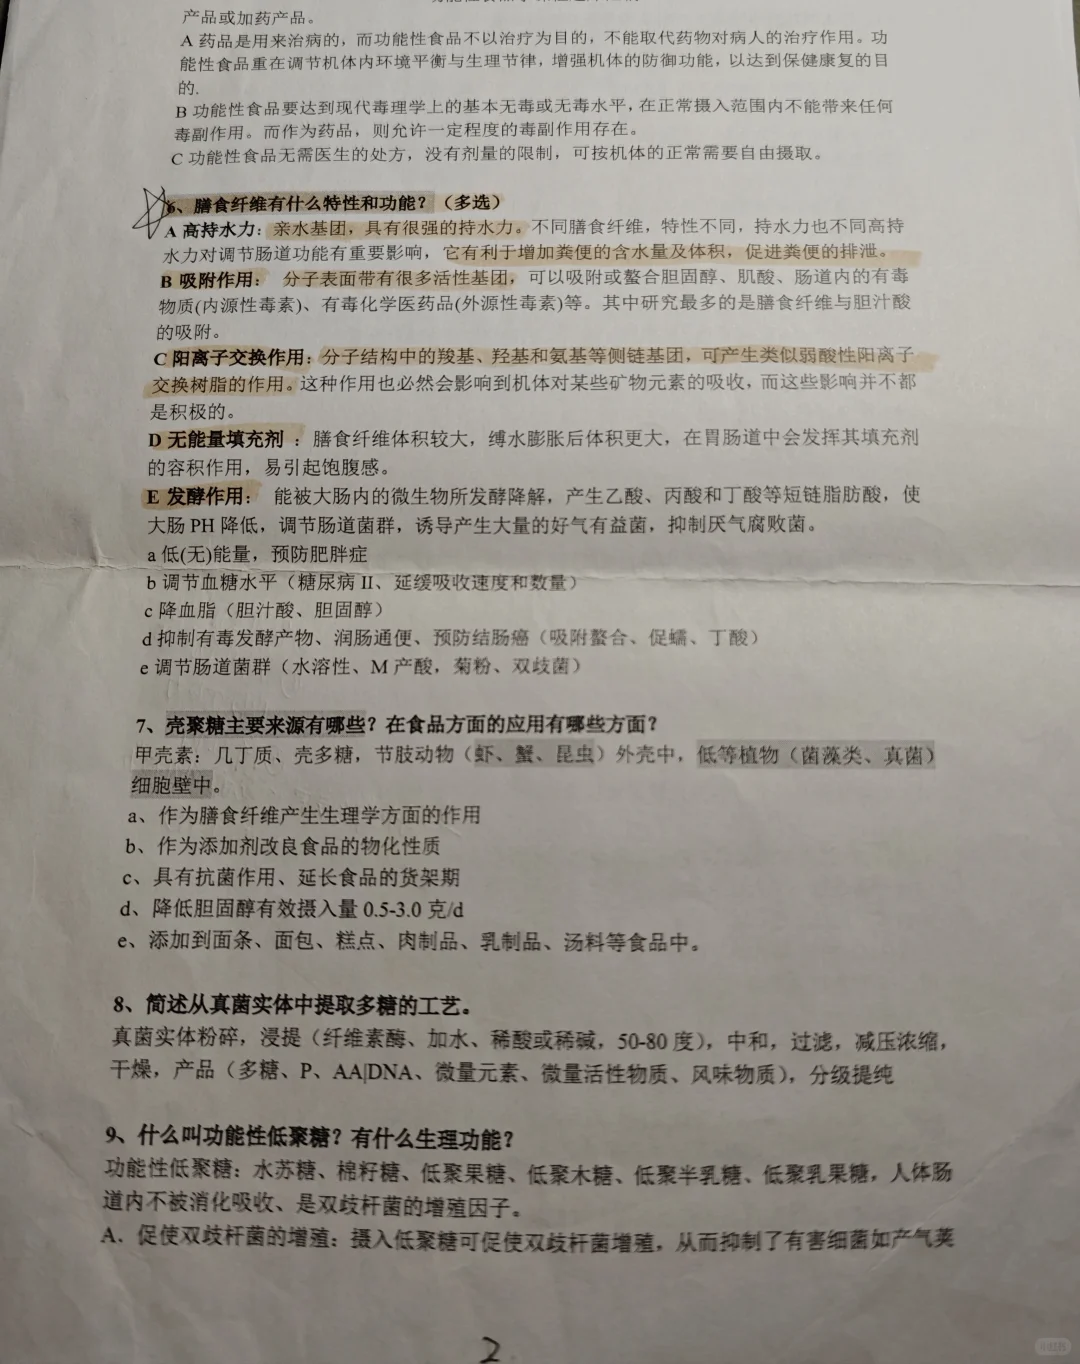 产品或加药产品。
A 药品是用来治病的，而功能性食品不以治疗为目的，不能取代药物对病人的治疗作用。功
能性食品重在调节机体内环境平衡与生理节律，增强机体的防御功能，以达到保健康复的目
的.
B 功能性食品要达到现代毒理学上的基本无毒或无毒水平，在正常摄入范围内不能带来任何
毒副作用。而作为药品，则允许一定程度的毒副作用存在。
C 功能性食品无需医生的处方，没有剂量的限制，可按机体的正常需要自由摄取。
6、膳食纤维有什么特性和功能？（多选）
A 高持水力：亲水基团，具有很强的持水力。不同膳食纤维，特性不同，持水力也不同高持
水力对调节肠道功能有重要影响，它有利于增加粪便的含水量及体积，促进粪便的排泄。
B 吸附作用： 分子表面带有很多活性基团，可以吸附或螯合胆固醇、肌酸、肠道内的有毒
物质(内源性毒素)、有毒化学医药品(外源性毒素)等。其中研究最多的是膳食纤维与胆汁酸
的吸附。
C 阳离子交换作用：分子结构中的羧基、羟基和氨基等侧链基团，可产生类似弱酸性阳离子
交换树脂的作用。这种作用也必然会影响到机体对某些矿物元素的吸收，而这些影响并不都
是积极的。
D 无能量填充剂 ：膳食纤维体积较大，缚水膨胀后体积更大，在胃肠道中会发挥其填充剂
的容积作用，易引起饱腹感。
E 发酵作用： 能被大肠内的微生物所发酵降解，产生乙酸、丙酸和丁酸等短链脂肪酸，使
大肠 PH 降低，调节肠道菌群，诱导产生大量的好气有益菌，抑制厌气腐败菌。
a 低(无)能量，预防肥胖症
b 调节血糖水平（糖尿病 II、延缓吸收速度和数量）
c 降血脂（胆汁酸、胆固醇）
d 抑制有毒发酵产物、润肠通便、预防结肠癌（吸附螯合、促蠕、丁酸）
e 调节肠道菌群（水溶性、M 产酸，菊粉、双歧菌）
7、壳聚糖主要来源有哪些？在食品方面的应用有哪些方面？
甲壳素：几丁质、壳多糖，节肢动物（虾、蟹、昆虫）外壳中，低等植物（菌藻类、真菌）
细胞壁中。
a、作为膳食纤维产生生理学方面的作用
b、作为添加剂改良食品的物化性质
c、具有抗菌作用、延长食品的货架期
d、降低胆固醇有效摄入量 0.5-3.0 克/d
e、添加到面条、面包、糕点、肉制品、乳制品、汤料等食品中。
8、简述从真菌实体中提取多糖的工艺。
真菌实体粉碎，浸提（纤维素酶、加水、稀酸或稀碱，50-80 度），中和，过滤，减压浓缩，
干燥，产品（多糖、P、AA|DNA、微量元素、微量活性物质、风味物质），分级提纯
9、什么叫功能性低聚糖？有什么生理功能？
功能性低聚糖：水苏糖、棉籽糖、低聚果糖、低聚木糖、低聚半乳糖、低聚乳果糖，人体肠
道内不被消化吸收、是双歧杆菌的增殖因子。
A．促使双歧杆菌的增殖：摄入低聚糖可促使双歧杆菌增殖，从而抑制了有害细菌如产气荚
2